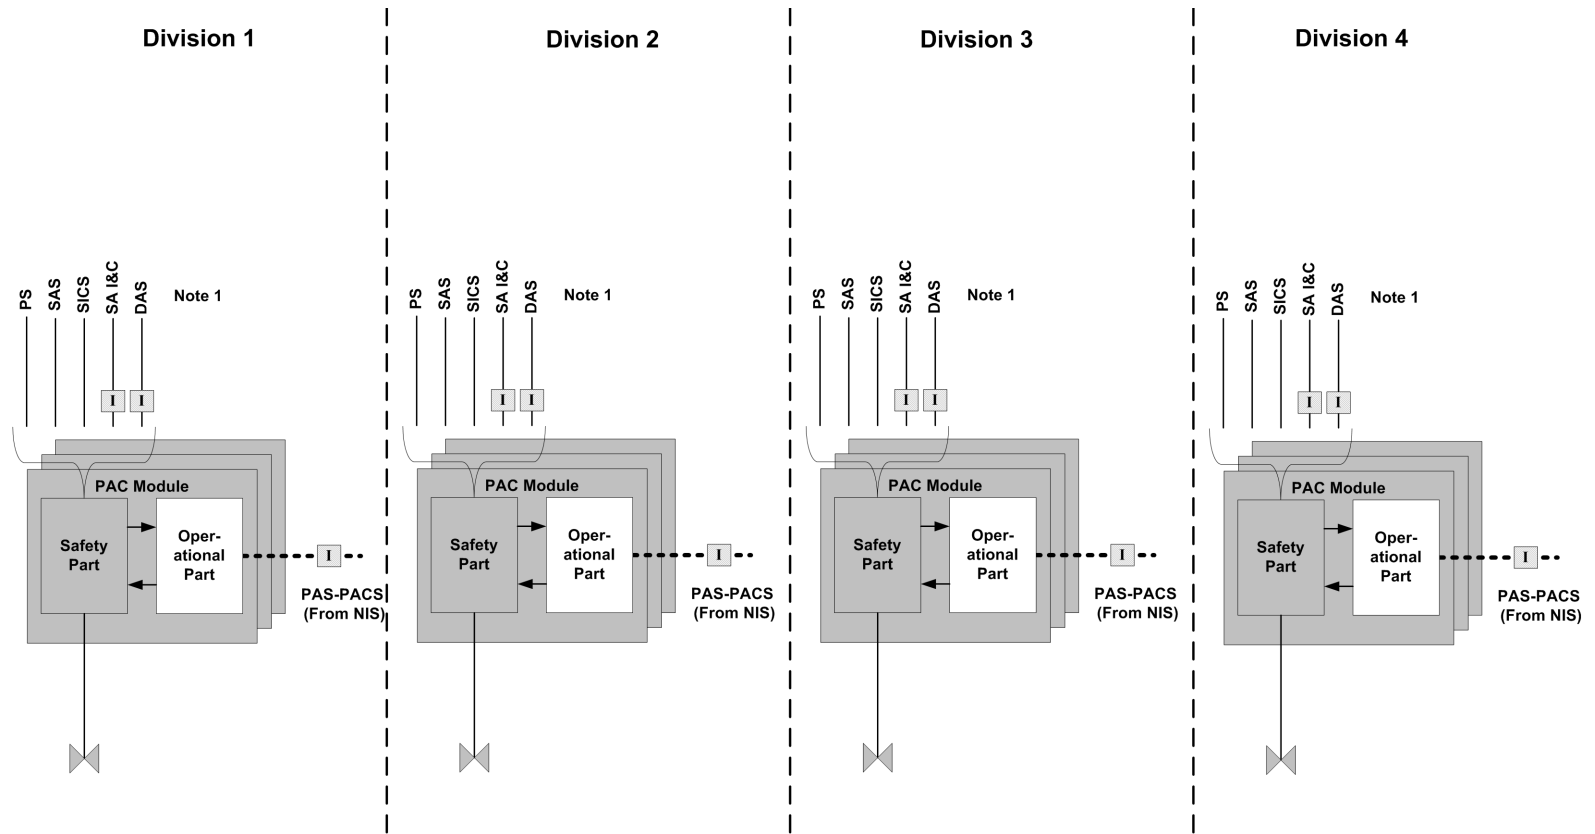 Division 1
Division 2
Division 3
Division 4
PS
SAS
SICS
SA I&C
DAS
Note 1
I
I
PAC Module
Safety
Part
Oper-
ational
Part
I
PAS-PACS
(From NIS)
PS
SAS
SICS
SA I&C
DAS
Note 1
I
I
PAC Module
Safety
Part
Oper-
ational
Part
I
PAS-PACS
(From NIS)
PS
SAS
SICS
SA I&C
DAS
Note 1
I
I
PAC Module
Safety
Part
Oper-
ational
Part
I
PAS-PACS
(From NIS)
PS
SAS
SICS
SA I&C
DAS
Note 1
I
I
PAC Module
Safety
Part
Oper-
ational
Part
I
PAS-PACS
(From NIS)